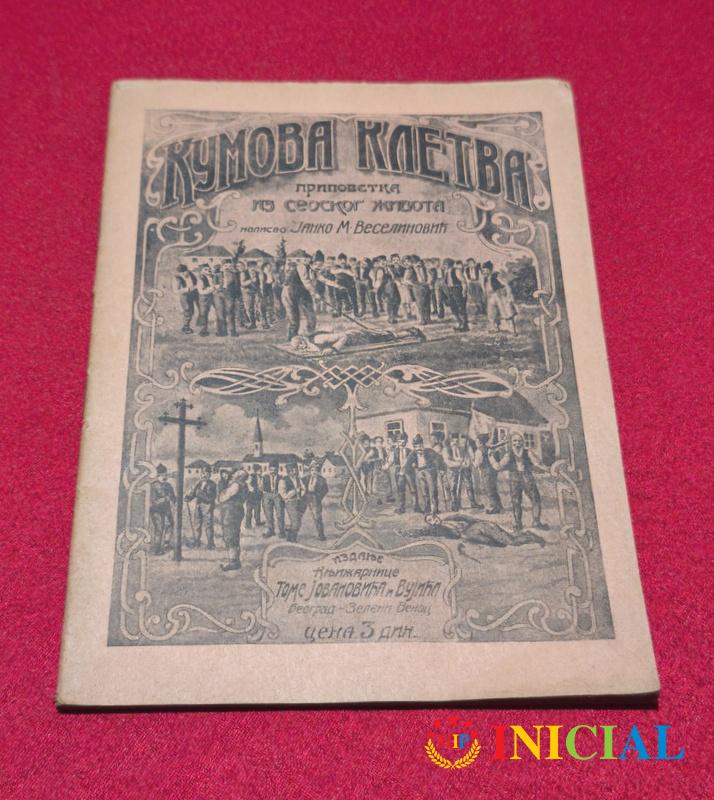 КУМОВА КЛЕТВА
ПРИПОВЕТКА
ИЗ СЕОСКОГ ЖИВОТА
НАПИСАО ЈАНКО М. ВЕСЕЛИНОВИЋ
ИЗДАЊЕ
КЊИЖАРНИЦЕ
ТОМЕ ЈОВАНОВИЋА И ВУЈИЋА
БЕОГРАД - ЗЕЛЕНИ ВЕНАЦ
ЦЕНА 3 ДИН.
IP INICIAL